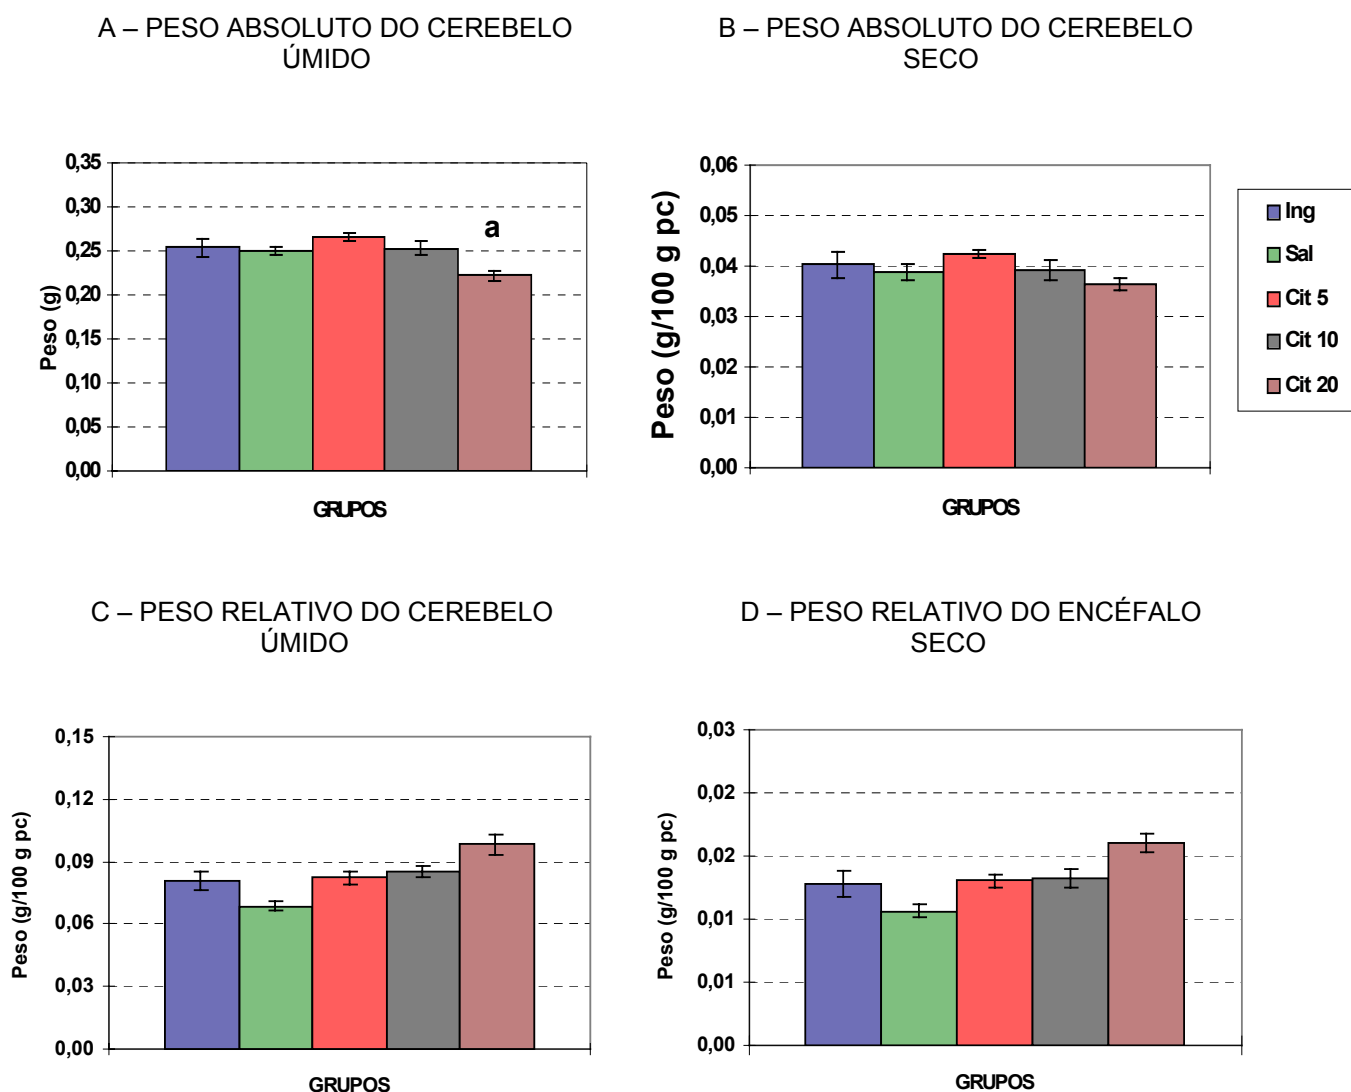 A – PESO ABSOLUTO DO CEREBELO
ÚMIDO
B – PESO ABSOLUTO DO CEREBELO
SECO
0,35
0,30
0,25
0,20
0,15
0,10
0,05
0,00
Peso (g)
a
GRUPOS
0,06
0,05
0,04
0,03
0,02
0,01
0,00
Peso (g/100 g pc)
GRUPOS
Ing
Sal
Cit 5
Cit 10
Cit 20
C – PESO RELATIVO DO CEREBELO
ÚMIDO
D – PESO RELATIVO DO ENCÉFALO
SECO
0,15
0,12
0,09
0,06
0,03
0,00
Peso (g/100 g pc)
GRUPOS
0,03
0,02
0,02
0,01
0,01
0,00
Peso (g/100 g pc)
GRUPOS